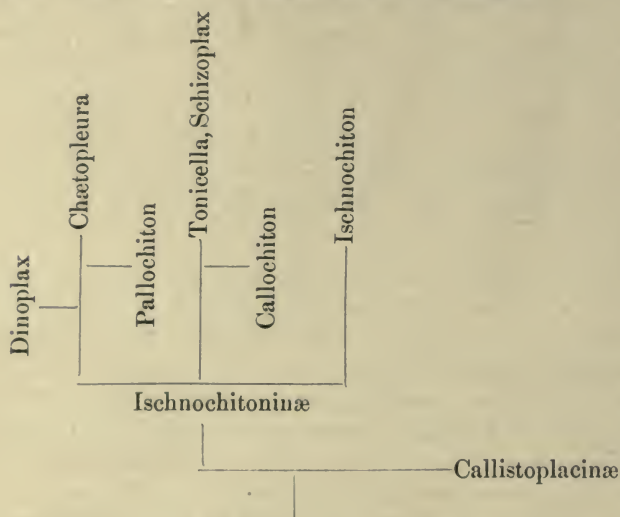 Dinoplax
Chætopleura
Pallochiton
Tonicella, Schizoplax
Callochiton
Ischnochiton
Ischnochitoninæ
Callistoplacinæ